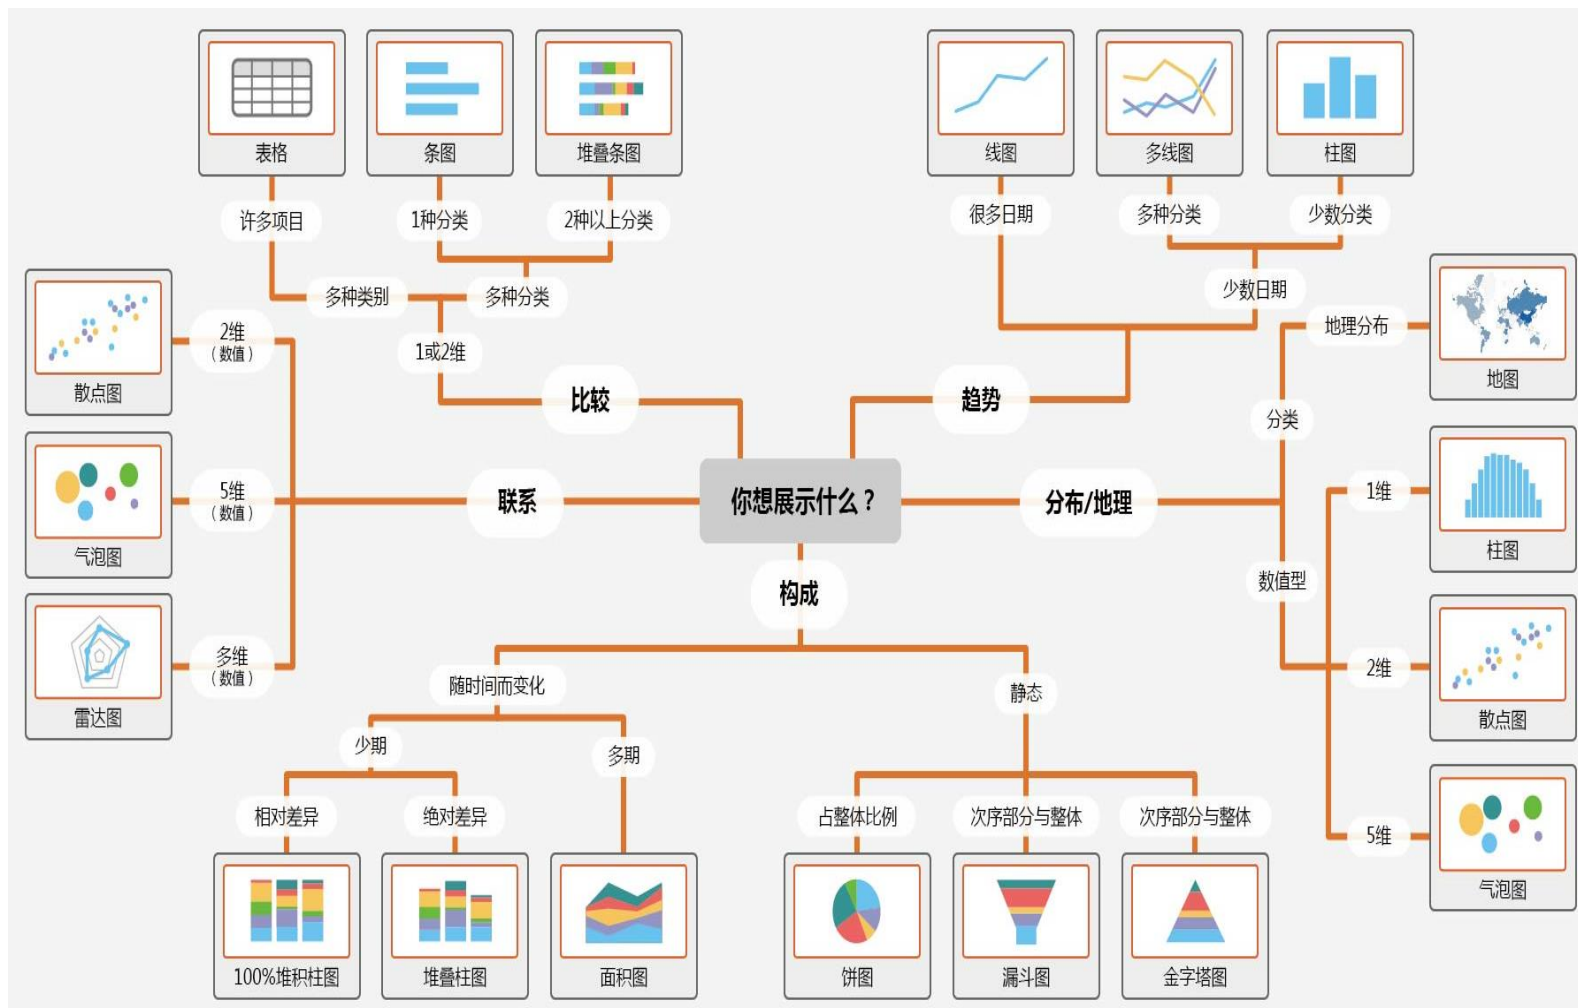 表格
条图
堆叠条图
线图
多线图
柱图
许多项目
1种分类
2种以上分类
很多日期
多种分类
少数分类
多种类别
多种分类
少数日期
2维
（数值）
1或2维
地理分布
散点图
比较
趋势
地图
分类
5维
（数值）
联系
你想展示什么？
分布/地理
1维
气泡图
柱图
构成
数值型
多维
（数值）
随时间而变化
静态
2维
雷达图
散点图
少期
多期
相对差异
绝对差异
占整体比例
次序部分与整体
次序部分与整体
5维
气泡图
100%堆积柱图
堆叠柱图
面积图
饼图
漏斗图
金字塔图